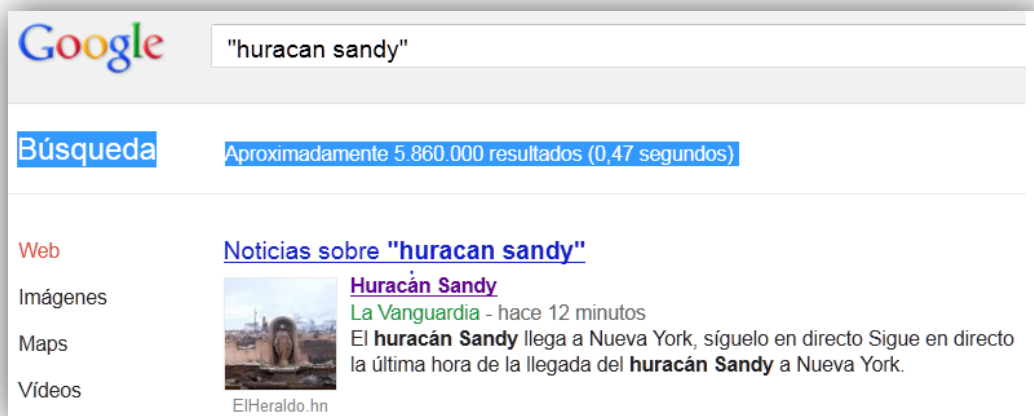 Google
"huracan sandy"
Búsqueda
Aproximadamente 5.860.000 resultados (0,47 segundos)
Web
Imágenes
Maps
Vídeos
Noticias sobre "huracan sandy"
Huracán Sandy
La Vanguardia - hace 12 minutos
El huracán Sandy llega a Nueva York, síguelo en directo Sigue en directo
la última hora de la llegada del huracán Sandy a Nueva York.
ElHeraldo.hn